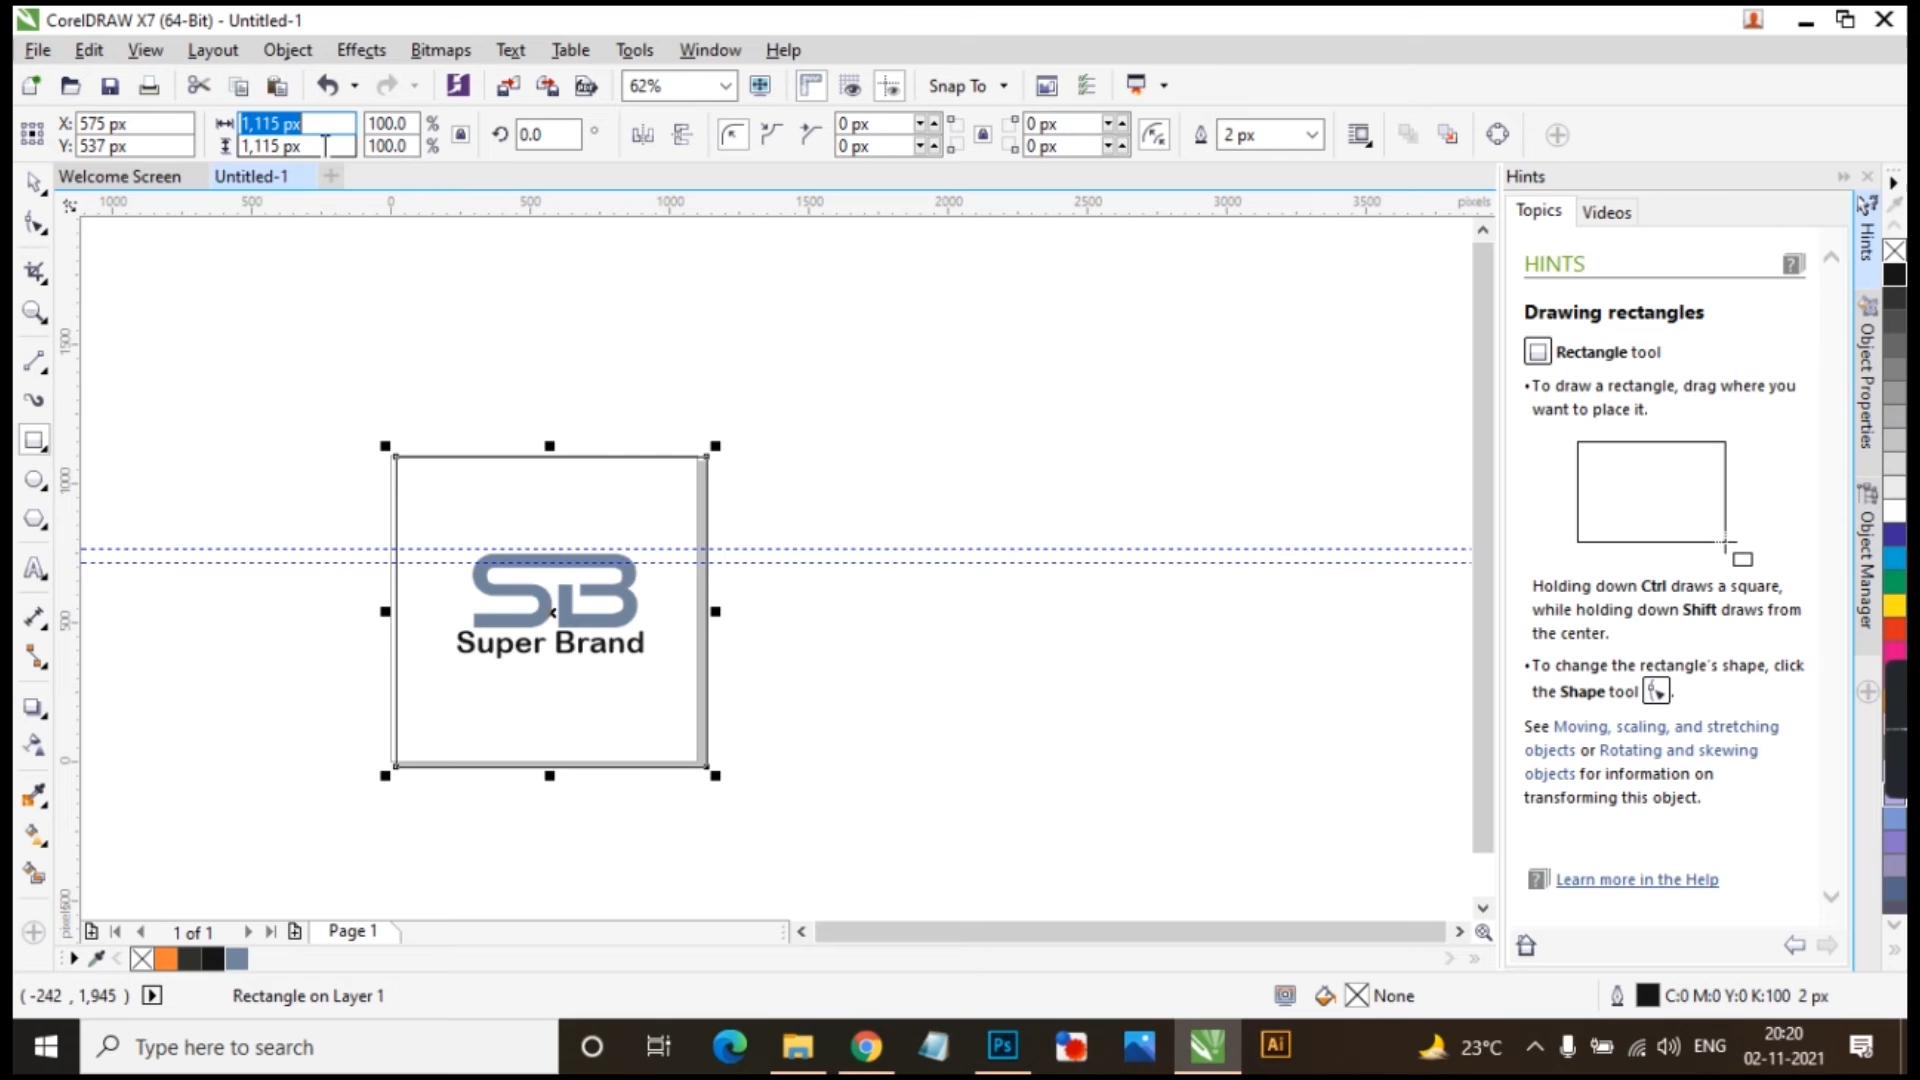 CorelDRAW X7 (64-Bit) - Untitled-1
File Edit View Layout Object Effects Bitmaps Text Table Tools Window Help
62% Snap To
X: 575 px 1,115 px 100.0 % 0.0 ° 0 px 0 px 2 px
Y: 537 px 1,115 px 100.0 % 0 px 0 px
Welcome Screen Untitled-1
1000 500 0 500 1000 1500 2000 2500 3000 3500 pixels
1500
1000
500
0
500
pixels
SB
Super Brand
Hints
Topics Videos
HINTS
Drawing rectangles
Rectangle tool
•To draw a rectangle, drag where you
want to place it.
Holding down Ctrl draws a square,
while holding down Shift draws from
the center.
•To change the rectangle's shape, click
the Shape tool .
See Moving, scaling, and stretching
objects or Rotating and skewing
objects for information on
transforming this object.
Learn more in the Help
Hints
Object Properties
Object Manager
1 of 1 Page 1
( -242 , 1,945 ) Rectangle on Layer 1 None C:0 M:0 Y:0 K:100 2 px
Type here to search Ps Ai 23°C ENG 20:20
02-11-2021